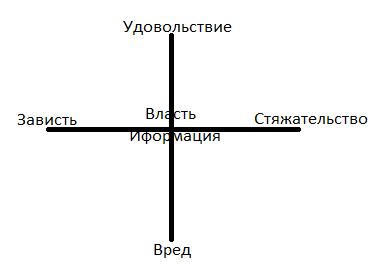 Удовольствие
Власть
Зависть
Стяжательство
Иформация
Вред